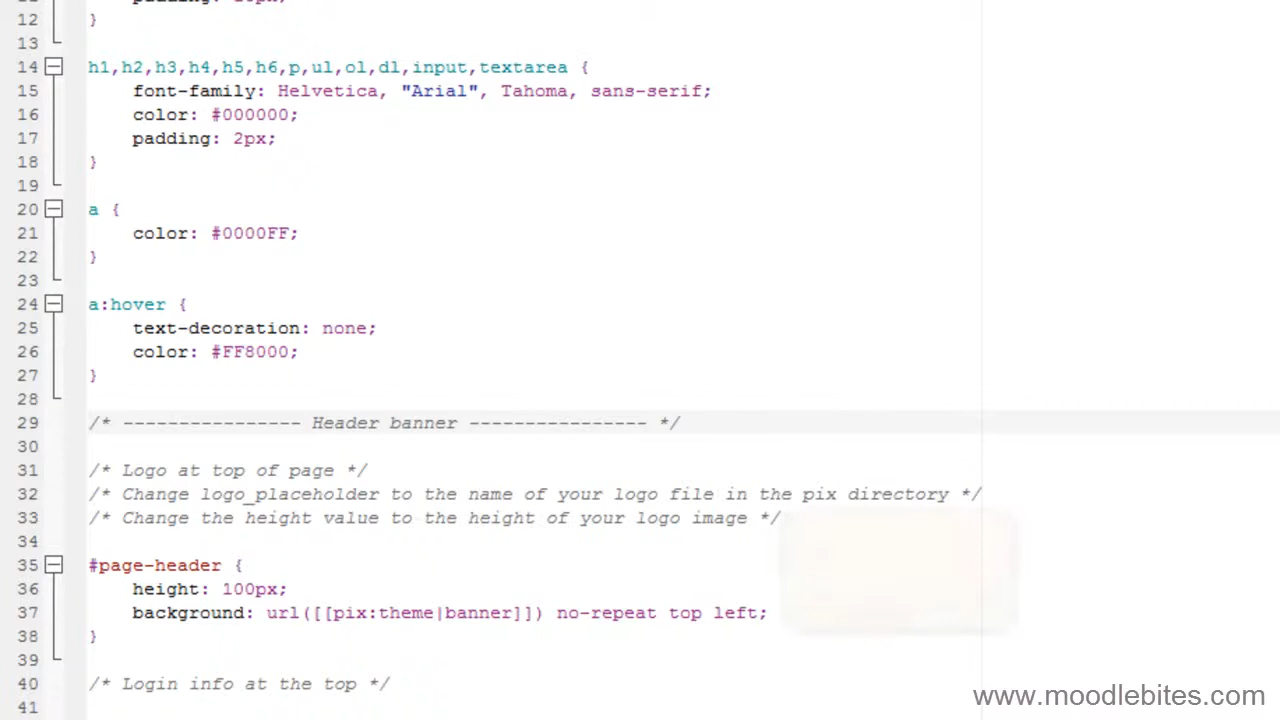 12 }
13
14 h1,h2,h3,h4,h5,h6,p,ul,ol,dl,input,textarea {
15 font-family: Helvetica, "Arial", Tahoma, sans-serif;
16 color: #000000;
17 padding: 2px;
18 }
19
20 a {
21 color: #0000FF;
22 }
23
24 a:hover {
25 text-decoration: none;
26 color: #FF8000;
27 }
28
29 /* ---------------- Header banner ---------------- */
30
31 /* Logo at top of page */
32 /* Change logo_placeholder to the name of your logo file in the pix directory */
33 /* Change the height value to the height of your logo image */
34
35 #page-header {
36 height: 100px;
37 background: url([[pix:theme|banner]]) no-repeat top left;
38 }
39
40 /* Login info at the top */
41
www.moodlebites.com